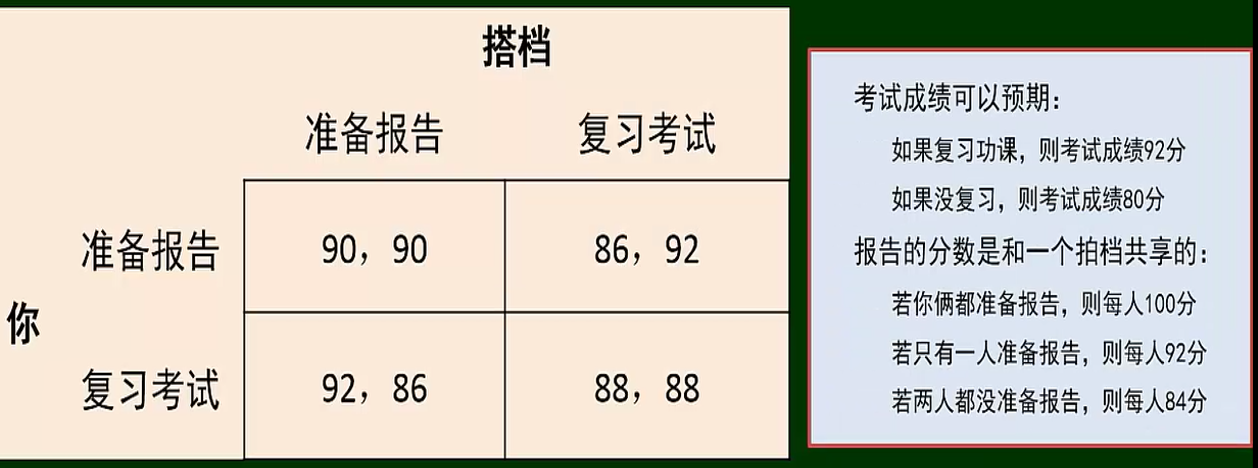 搭档
准备报告 复习考试
准备报告 90，90 86，92
你
复习考试 92，86 88，88
考试成绩可以预期：
如果复习功课，则考试成绩92分
如果没复习，则考试成绩80分
报告的分数是和一个拍档共享的：
若你俩都准备报告，则每人100分
若只有一人准备报告，则每人92分
若两人都没准备报告，则每人84分